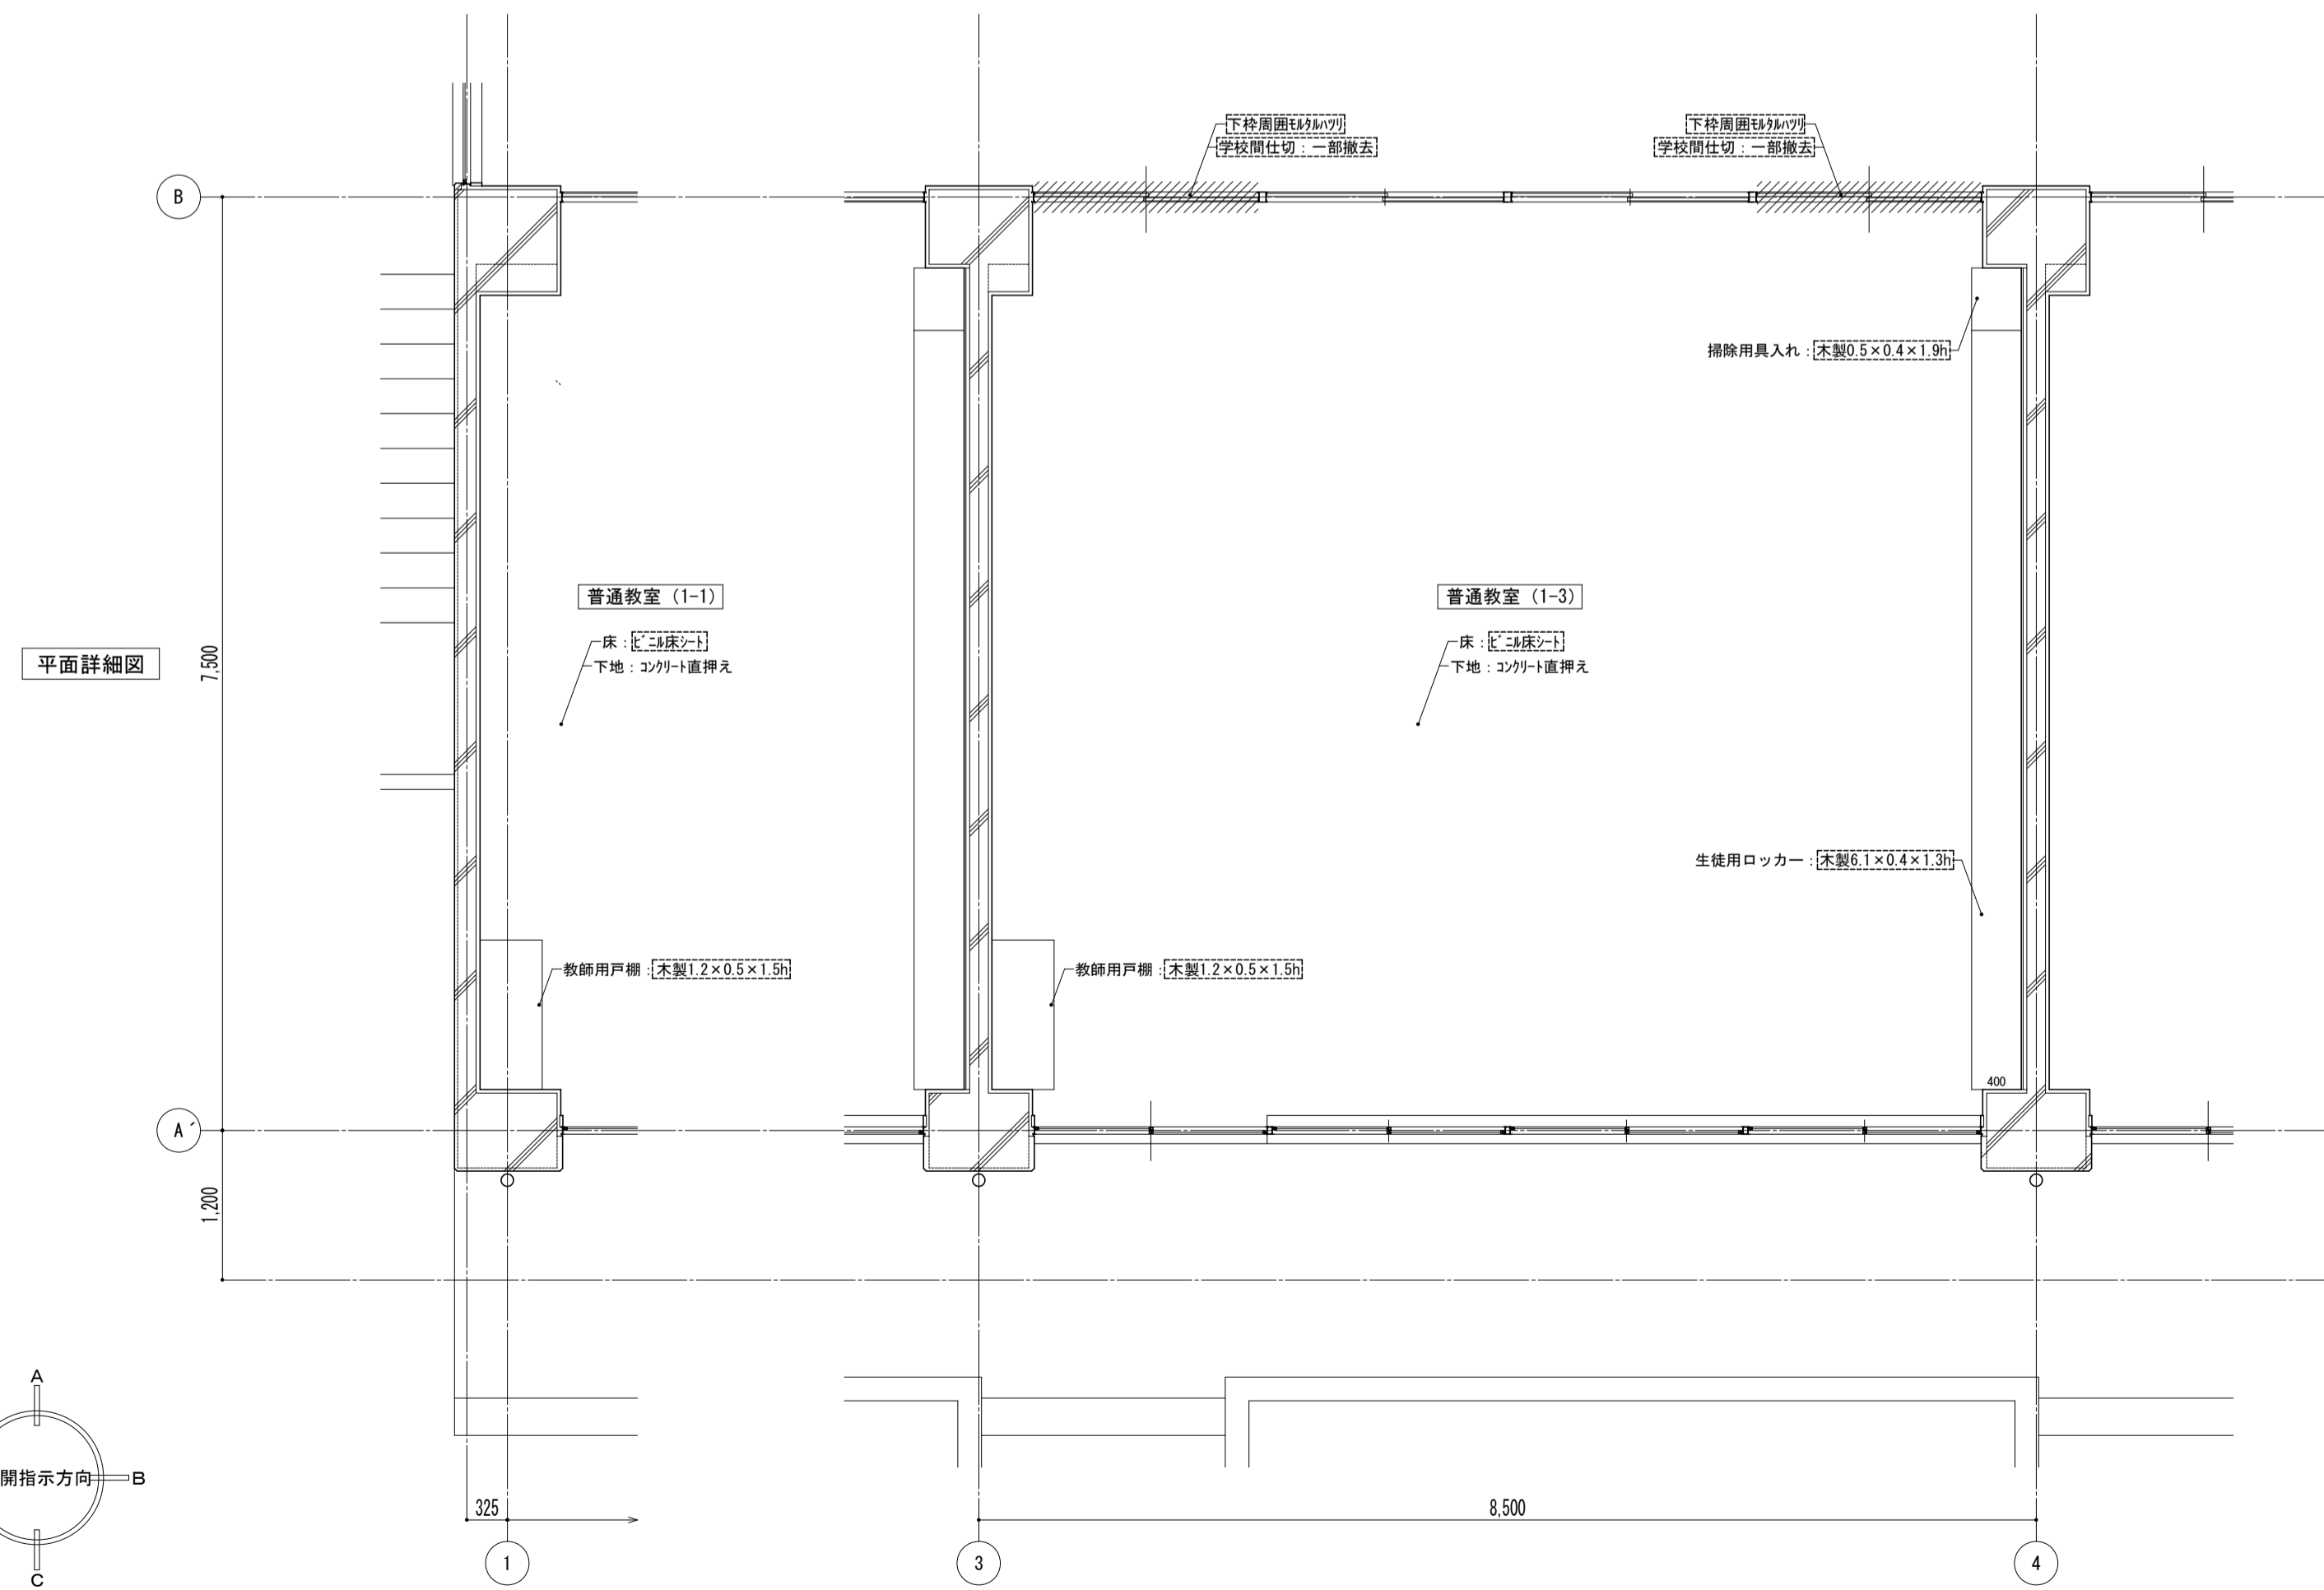 下枠周囲ﾓﾙﾀﾙﾊﾂﾘ
学校間仕切：一部撤去
下枠周囲ﾓﾙﾀﾙﾊﾂﾘ
学校間仕切：一部撤去
B
掃除用具入れ：木製0.5×0.4×1.9h
普通教室（1-1）
床：ﾋﾞﾆﾙ床ｼｰﾄ
下地：ｺﾝｸﾘｰﾄ直押え
普通教室（1-3）
床：ﾋﾞﾆﾙ床ｼｰﾄ
下地：ｺﾝｸﾘｰﾄ直押え
平面詳細図
7,500
生徒用ロッカー：木製6.1×0.4×1.3h
教師用戸棚：木製1.2×0.5×1.5h
教師用戸棚：木製1.2×0.5×1.5h
400
A´
1,200
A
開指示方向
B
C
325
8,500
1
3
4